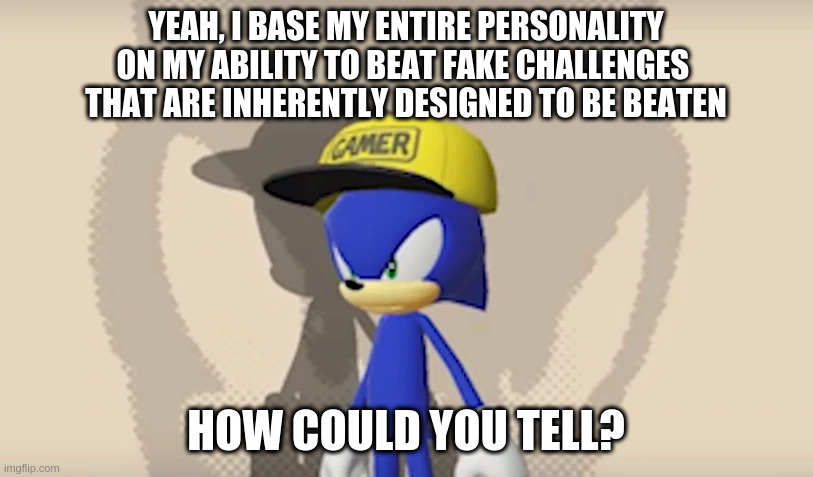 YEAH, I BASE MY ENTIRE PERSONALITY
ON MY ABILITY TO BEAT FAKE CHALLENGES
THAT ARE INHERENTLY DESIGNED TO BE BEATEN
GAMER
HOW COULD YOU TELL?
imgflip.com